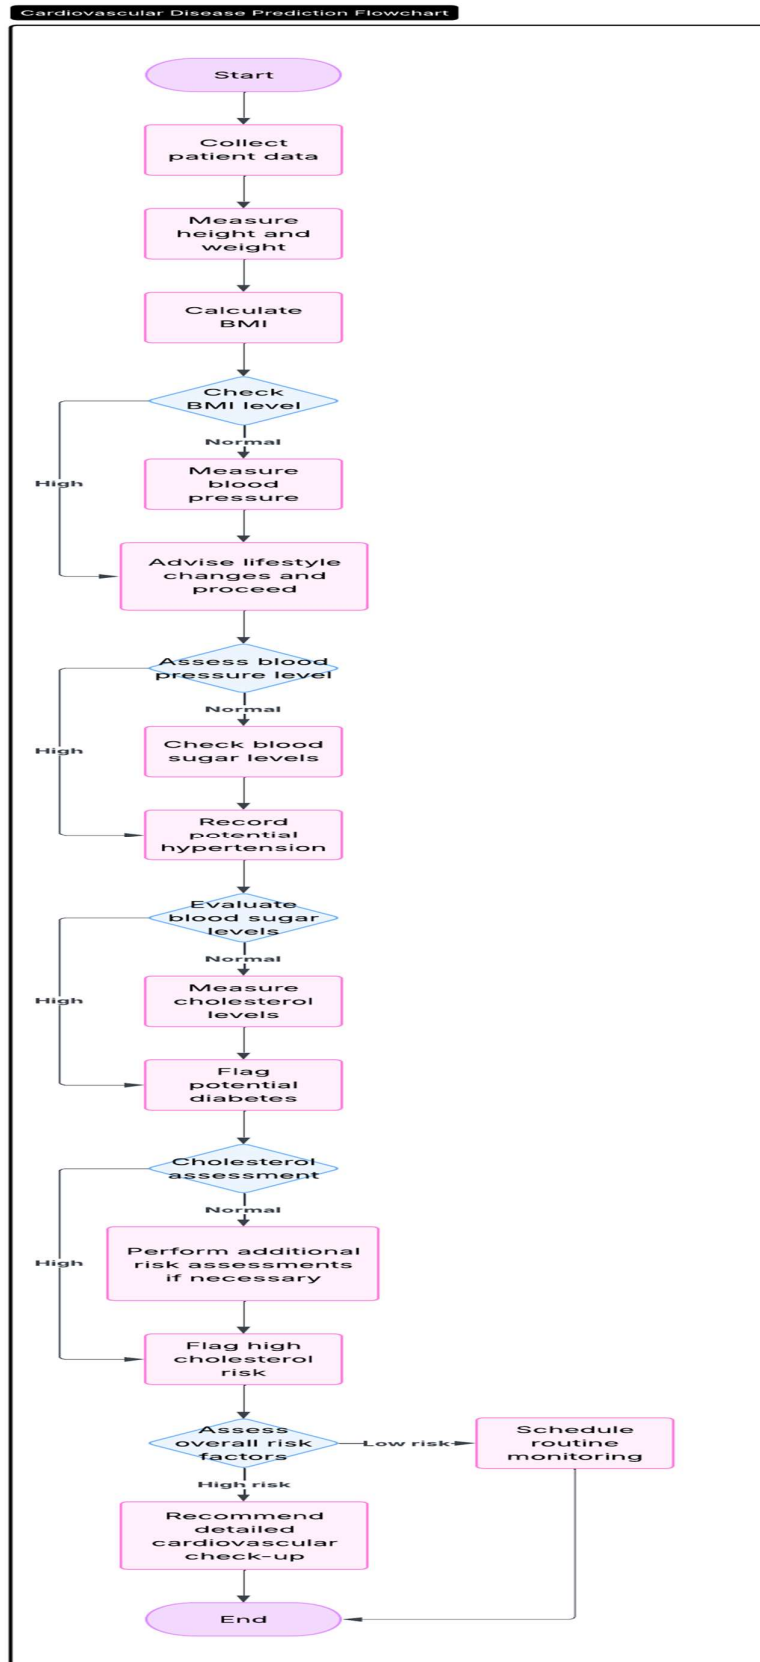 Cardiovascular Disease Prediction Flowchart
Start
Collect
patient data
Measure
height and
weight
Calculate
BMI
Check
BMI level
Normal
High
Measure
blood
pressure
Advise lifestyle
changes and
proceed
Assess blood
pressure level
Normal
High
Check blood
sugar levels
Record
potential
hypertension
Evaluate
blood sugar
levels
Normal
High
Measure
cholesterol
levels
Flag
potential
diabetes
Cholesterol
assessment
Normal
High
Perform additional
risk assessments
if necessary
Flag high
cholesterol
risk
Assess
overall risk
factors
Low risk
Schedule
routine
monitoring
High risk
Recommend
detailed
cardiovascular
check-up
End